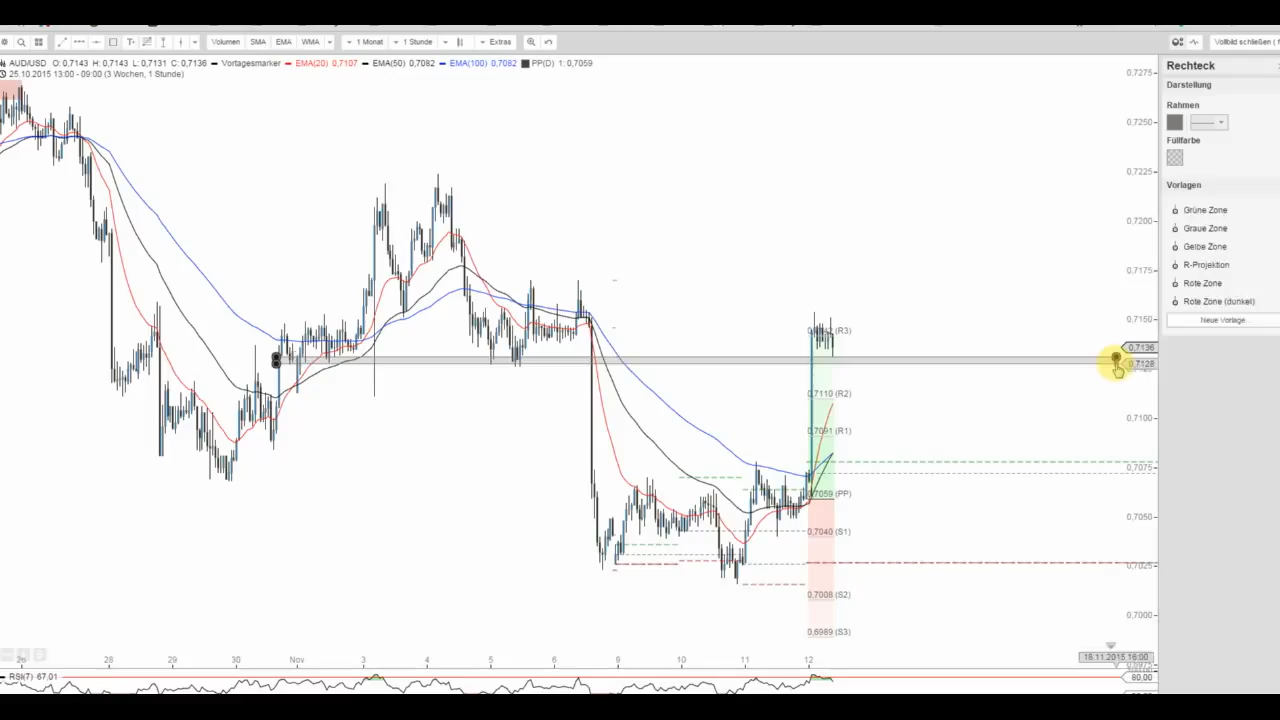 Volumen SMA EMA WMA 1 Monat 1 Stunde Extras Vollbild schließen ( f
AUD/USD O: 0,7143 H: 0,7143 L: 0,7131 C: 0,7136 Vortagesmarker EMA(20) 0,7107 EMA(50) 0,7082 EMA(100) 0,7082 PP(D) 1: 0,7059
25.10.2015 13:00 - 09:00 (3 Wochen, 1 Stunde)
Rechteck
Darstellung
Rahmen
Füllfarbe
Vorlagen
Grüne Zone
Graue Zone
Gelbe Zone
R-Projektion
Rote Zone
Rote Zone (dunkel)
Neue Vorlage...
0,7275
0,7250
0,7225
0,7200
0,7175
0,7150
0,7136
0,7128
0,7100
0,7075
0,7050
0,7025
0,7000
(R3)
0,7110 (R2)
0,7091 (R1)
0,7059 (PP)
0,7040 (S1)
0,7008 (S2)
0,6989 (S3)
26 28 29 30 Nov 3 4 5 6 9 10 11 12
18.11.2015 16:00
RSI(7) 67,01
80,00